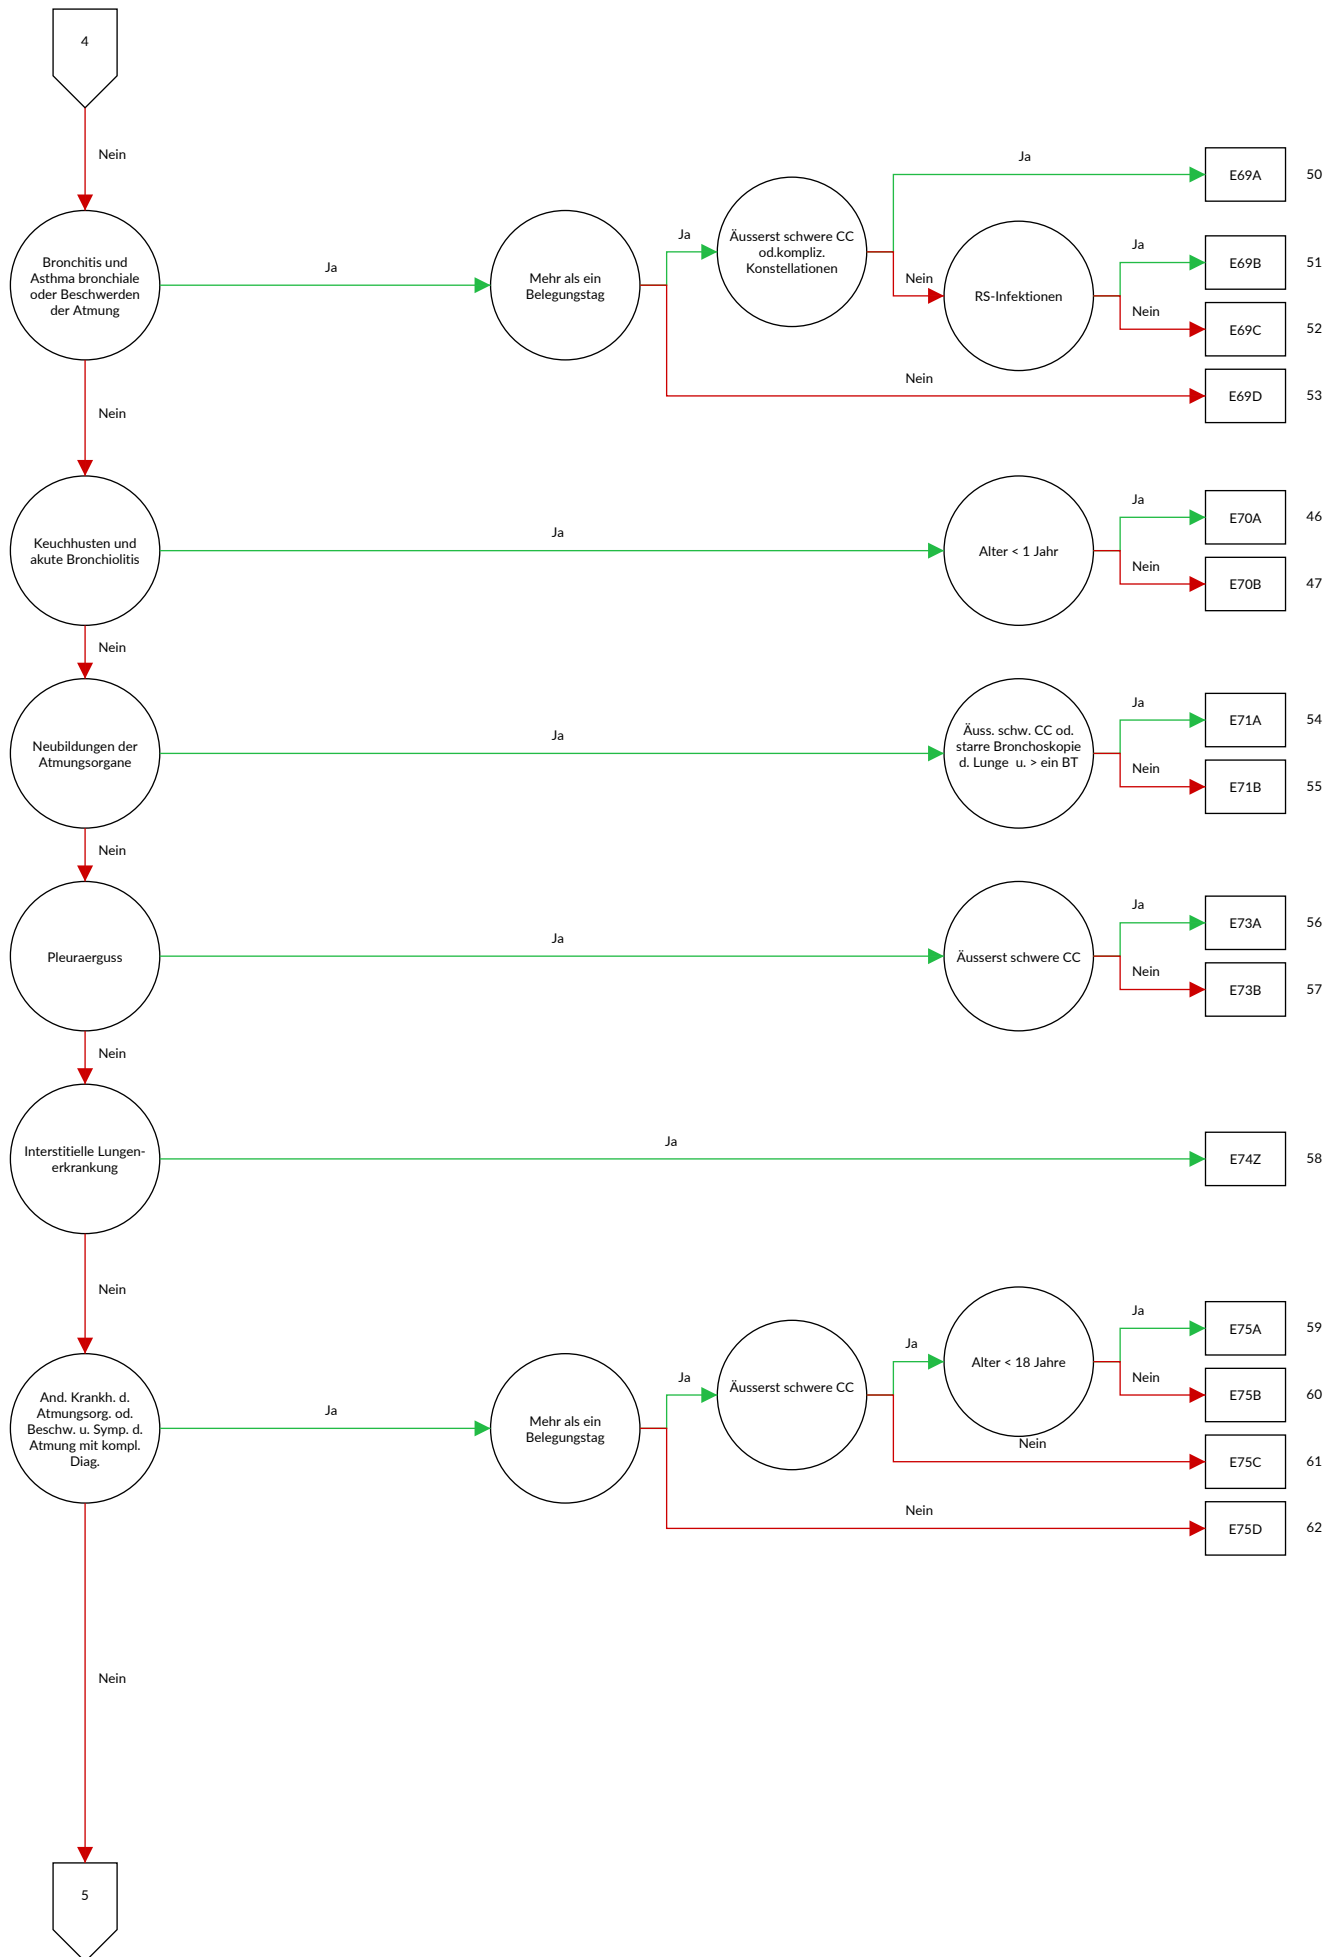 4
Nein
Ja
E69A
50
Bronchitis und
Asthma bronchiale
oder Beschwerden
der Atmung
Ja
Mehr als ein
Belegungstag
Ja
Äusserst schwere CC
od.kompliz.
Konstellationen
Nein
RS-Infektionen
Ja
E69B
51
Nein
E69C
52
Nein
E69D
53
Nein
Keuchhusten und
akute Bronchiolitis
Ja
Alter < 1 Jahr
Ja
E70A
46
Nein
E70B
47
Nein
Neubildungen der
Atmungsorgane
Ja
Äuss. schw. CC od.
starre Bronchoskopie
d. Lunge u. > ein BT
Ja
E71A
54
Nein
E71B
55
Nein
Pleuraerguss
Ja
Äusserst schwere CC
Ja
E73A
56
Nein
E73B
57
Nein
Interstitielle Lungen-
erkrankung
Ja
E74Z
58
Nein
And. Krankh. d.
Atmungsorg. od.
Beschw. u. Symp. d.
Atmung mit kompl.
Diag.
Ja
Mehr als ein
Belegungstag
Ja
Äusserst schwere CC
Ja
Alter < 18 Jahre
Ja
E75A
59
Nein
E75B
60
Nein
E75C
61
Nein
E75D
62
Nein
5